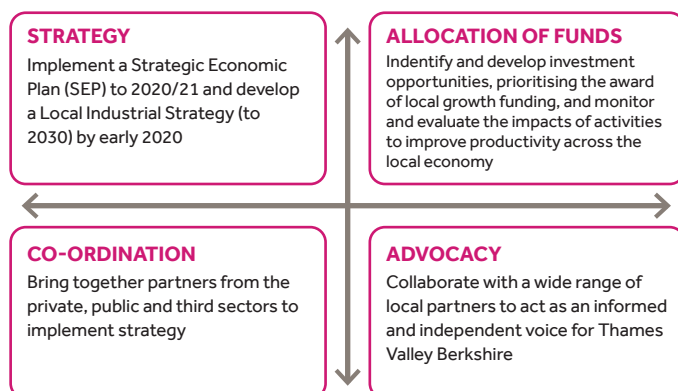 STRATEGY
Implement a Strategic Economic
Plan (SEP) to 2020/21 and develop
a Local Industrial Strategy (to
2030) by early 2020
ALLOCATION OF FUNDS
Indentify and develop investment
opportunities, prioritising the award
of local growth funding, and monitor
and evaluate the impacts of activities
to improve productivity across the
local economy
CO-ORDINATION
Bring together partners from the
private, public and third sectors to
implement strategy
ADVOCACY
Collaborate with a wide range of
local partners to act as an informed
and independent voice for Thames
Valley Berkshire